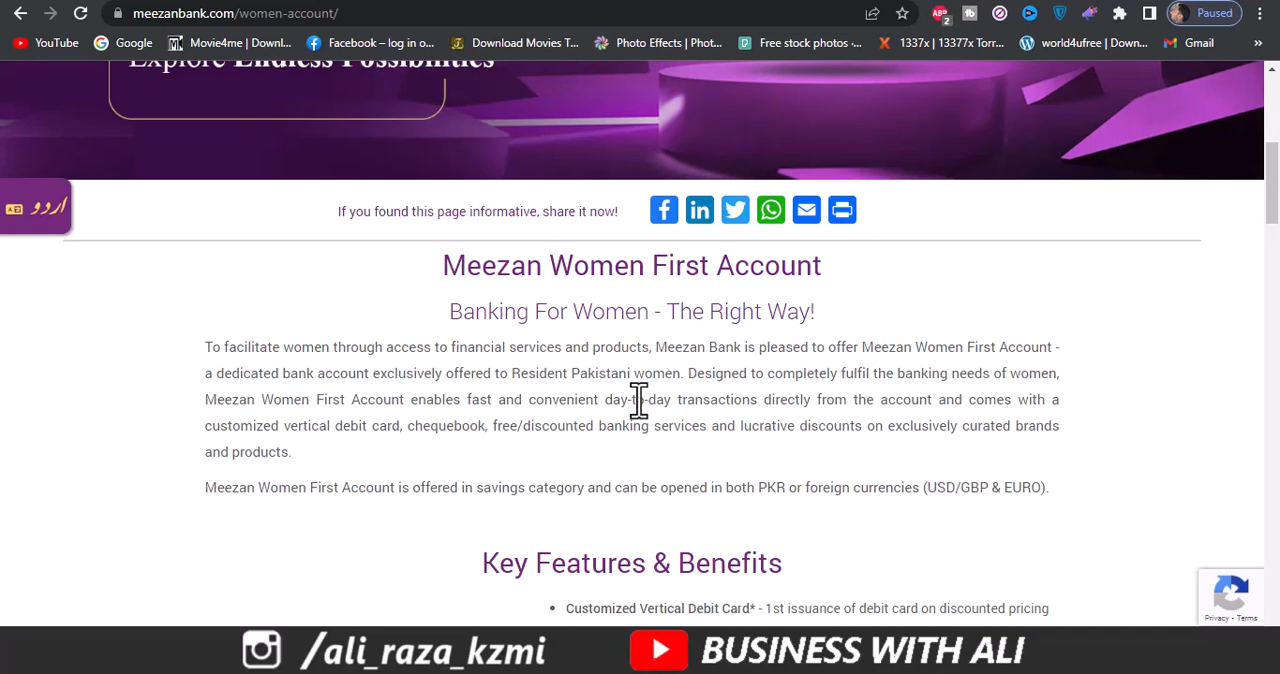 meezanbank.com/women-account/
ABP
2
tb
Paused
YouTube
Google
Movie4me | Downl...
Facebook – log in o...
Download Movies T...
Photo Effects | Phot...
Free stock photos ·...
1337x | 13377x Torr...
world4ufree | Down...
Gmail
»
Explore Endless Possibilities
اردو
If you found this page informative, share it now!
Meezan Women First Account
Banking For Women - The Right Way!
To facilitate women through access to financial services and products, Meezan Bank is pleased to offer Meezan Women First Account -
a dedicated bank account exclusively offered to Resident Pakistani women. Designed to completely fulfil the banking needs of women,
Meezan Women First Account enables fast and convenient day-to-day transactions directly from the account and comes with a
customized vertical debit card, chequebook, free/discounted banking services and lucrative discounts on exclusively curated brands
and products.
Meezan Women First Account is offered in savings category and can be opened in both PKR or foreign currencies (USD/GBP & EURO).
Key Features & Benefits
• Customized Vertical Debit Card* - 1st issuance of debit card on discounted pricing
Privacy - Terms
/ali_raza_kzmi
BUSINESS WITH ALI